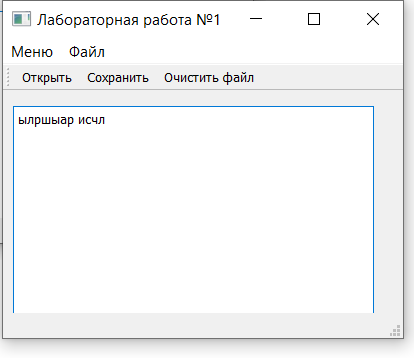 Лабораторная работа №1
Меню Файл
Открыть Сохранить Очистить файл
ылршыар исчл